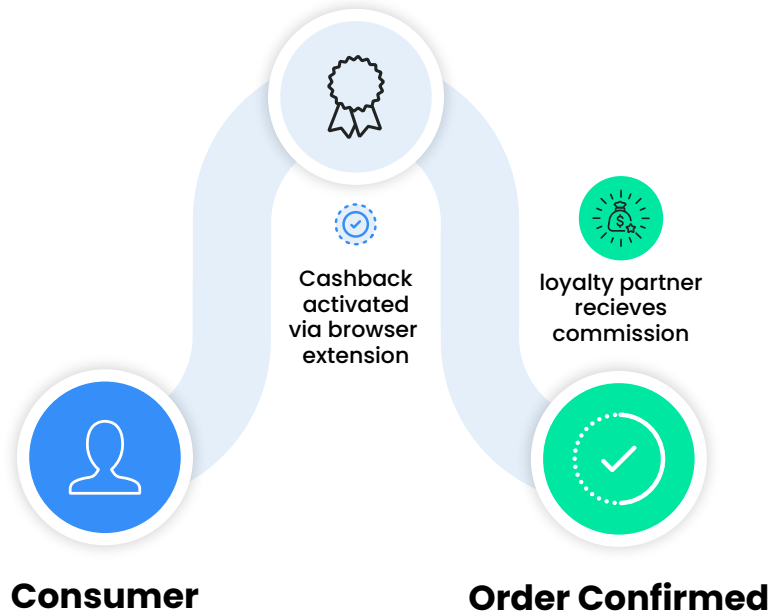 Cashback
activated
via browser
extension
loyalty partner
recieves
commission
$
Consumer
Order Confirmed